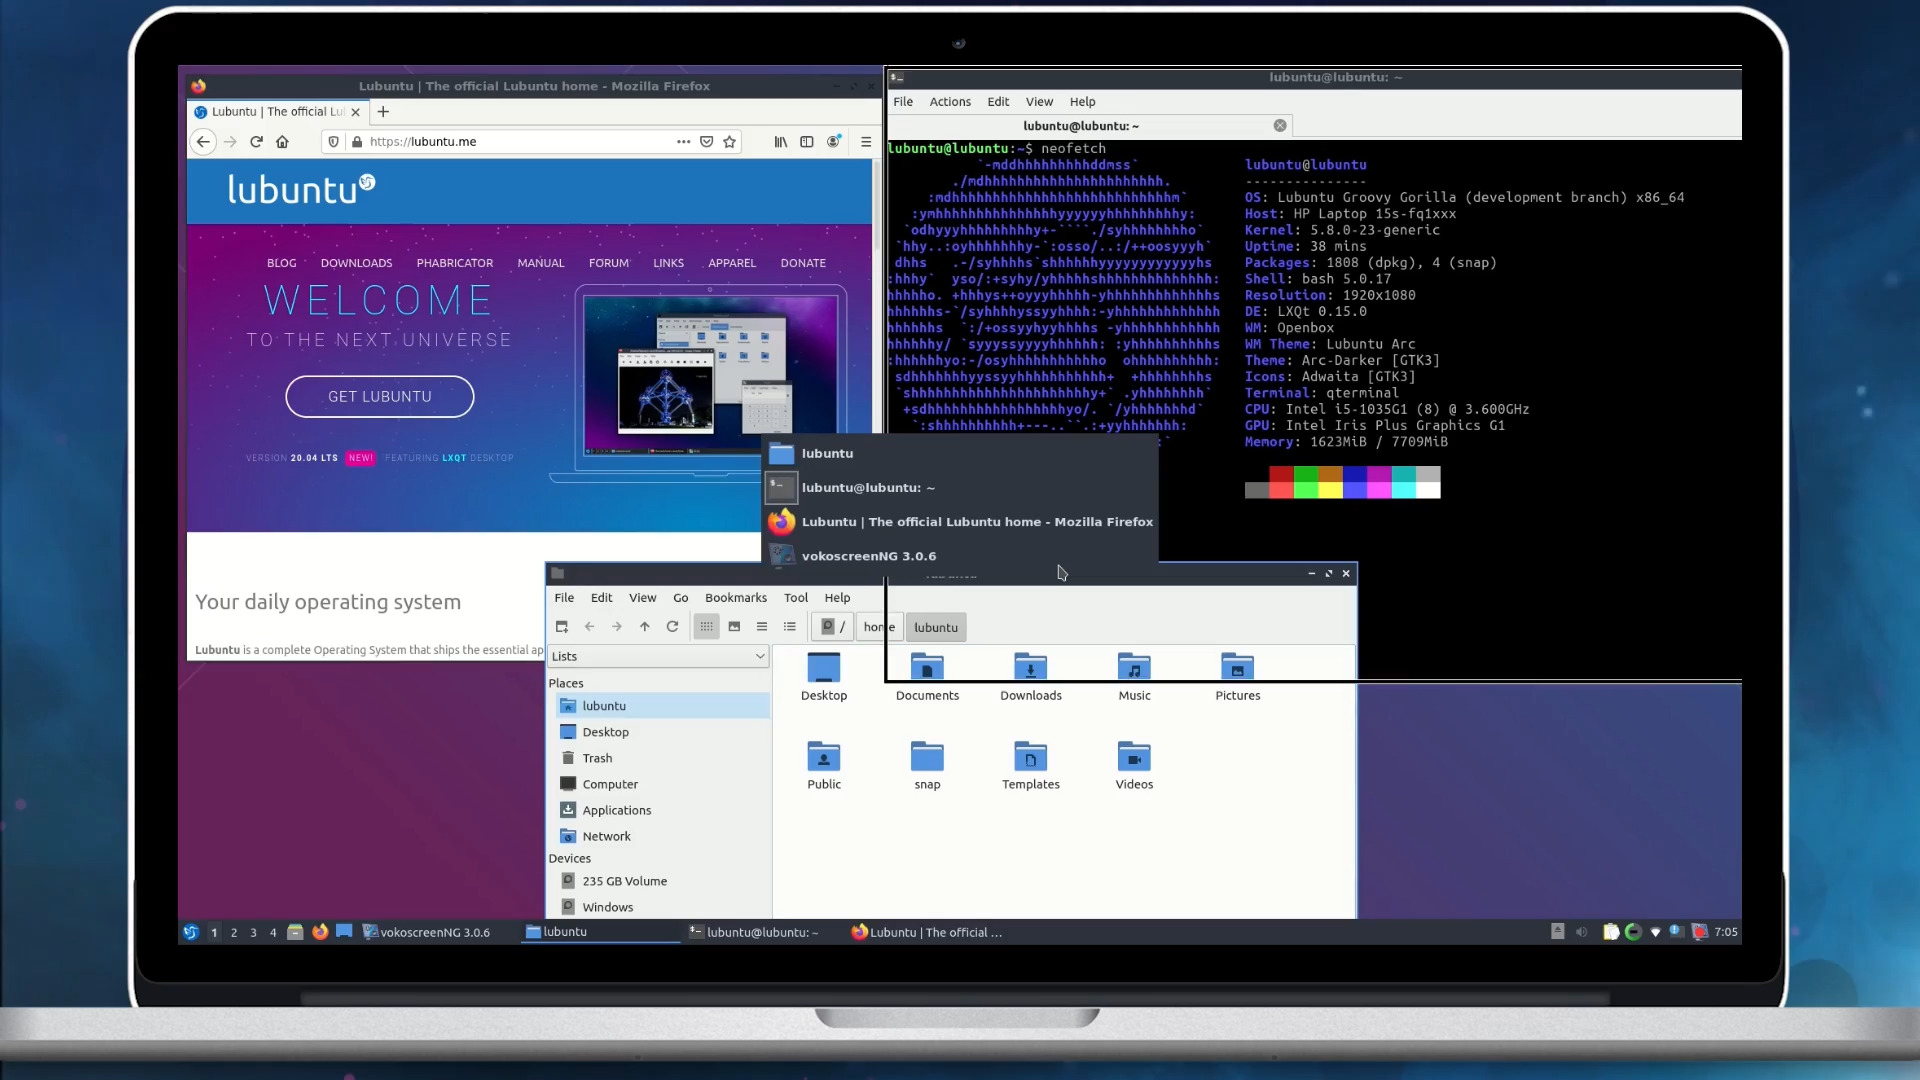 Lubuntu | The official Lubuntu home - Mozilla Firefox
Lubuntu | The official Lu
https://lubuntu.me
lubuntu
BLOG DOWNLOADS PHABRICATOR MANUAL FORUM LINKS APPAREL DONATE
WELCOME
TO THE NEXT UNIVERSE
GET LUBUNTU
VERSION 20.04 LTS NEW! FEATURING LXQT DESKTOP
Your daily operating system
Lubuntu is a complete Operating System that ships the essential ap
lubuntu@lubuntu: ~
File Actions Edit View Help
lubuntu@lubuntu: ~
lubuntu@lubuntu:~$ neofetch
lubuntu@lubuntu
---------------
OS: Lubuntu Groovy Gorilla (development branch) x86_64
Host: HP Laptop 15s-fq1xxx
Kernel: 5.8.0-23-generic
Uptime: 38 mins
Packages: 1808 (dpkg), 4 (snap)
Shell: bash 5.0.17
Resolution: 1920x1080
DE: LXQt 0.15.0
WM: Openbox
WM Theme: Lubuntu Arc
Theme: Arc-Darker [GTK3]
Icons: Adwaita [GTK3]
Terminal: qterminal
CPU: Intel i5-1035G1 (8) @ 3.600GHz
GPU: Intel Iris Plus Graphics G1
Memory: 1623MiB / 7709MiB
lubuntu
lubuntu@lubuntu: ~
Lubuntu | The official Lubuntu home - Mozilla Firefox
vokoscreenNG 3.0.6
File Edit View Go Bookmarks Tool Help
/ home lubuntu
Lists
Places
lubuntu
Desktop
Trash
Computer
Applications
Network
Devices
235 GB Volume
Windows
Desktop Documents Downloads Music Pictures
Public snap Templates Videos
1 2 3 4 vokoscreenNG 3.0.6 lubuntu lubuntu@lubuntu: ~ Lubuntu | The official ... 7:05